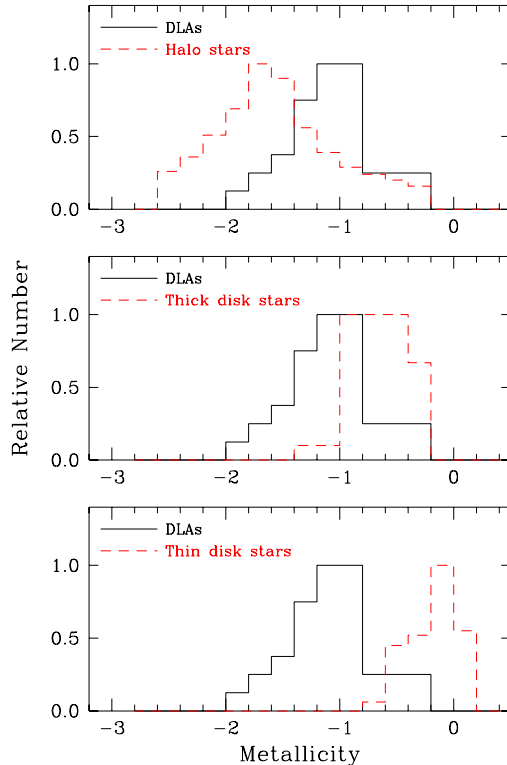 DLAs
Halo stars
1.0
0.5
0.0
−3 −2 −1 0
DLAs
Thick disk stars
1.0
0.5
0.0
−3 −2 −1 0
Relative Number
DLAs
Thin disk stars
1.0
0.5
0.0
−3 −2 −1 0
Metallicity